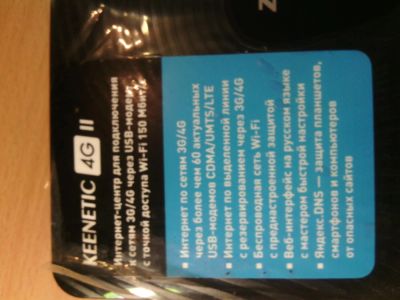 KEENETIC 4G II
Интернет-центр для подключения
к сетям 3G/4G через USB-модем,
с точкой доступа Wi-Fi 150 Мбит/с
▪ Интернет по сетям 3G/4G
через более чем 60 актуальных
USB-модемов CDMA/UMTS/LTE
▪ Интернет по выделенной линии
с резервированием через 3G/4G
▪ Беспроводная сеть Wi-Fi
с предустановленной защитой
▪ Веб-интерфейс на русском языке
с мастером быстрой настройки
▪ Яндекс.DNS — защита планшетов,
смартфонов и компьютеров
от опасных сайтов